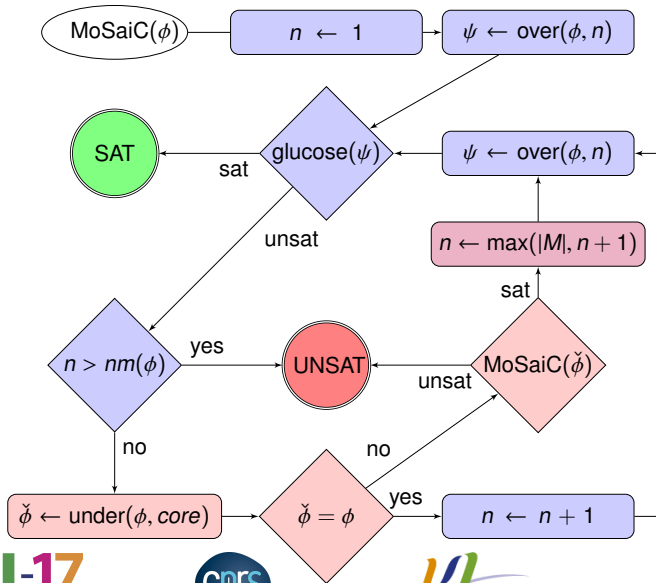 MoSaiC(ϕ)
n ← 1
ψ ← over(ϕ, n)
SAT
sat
glucose(ψ)
ψ ← over(ϕ, n)
unsat
n ← max(|M|, n + 1)
sat
n > nm(ϕ)
yes
UNSAT
unsat
MoSaiC(ϕ̌)
no
no
ϕ̌ ← under(ϕ, core)
ϕ̌ = ϕ
yes
n ← n + 1
-17
cnrs